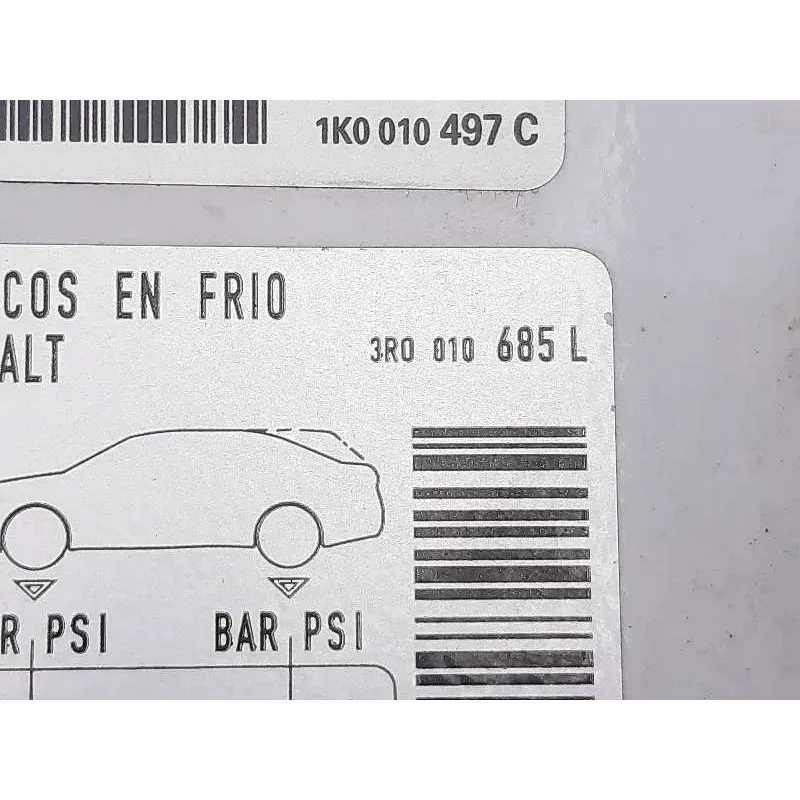 1K0 010 497 C
COS EN FRIO
ALT
3R0 010 685 L
R PSI BAR PSI